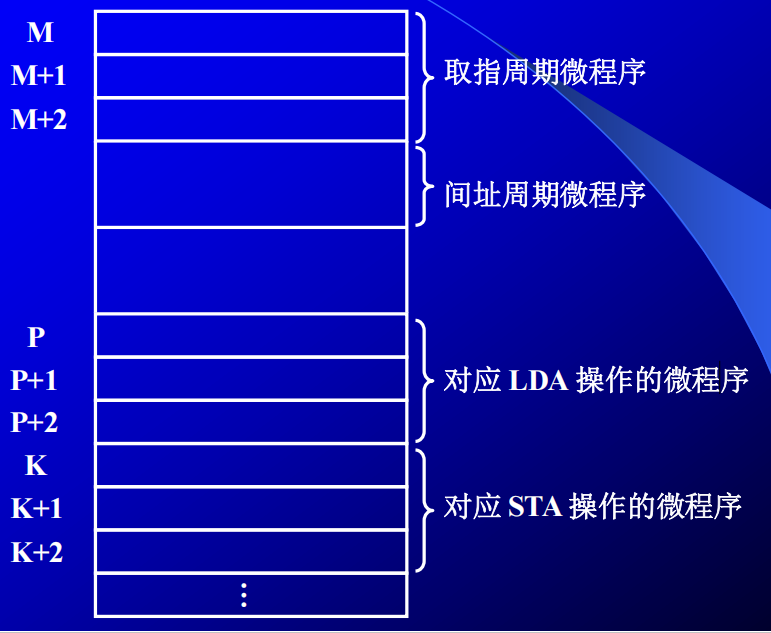 M
取指周期微程序
M+1
M+2
间址周期微程序
P
P+1
对应 LDA 操作的微程序
P+2
K
K+1
对应 STA 操作的微程序
K+2
⋮